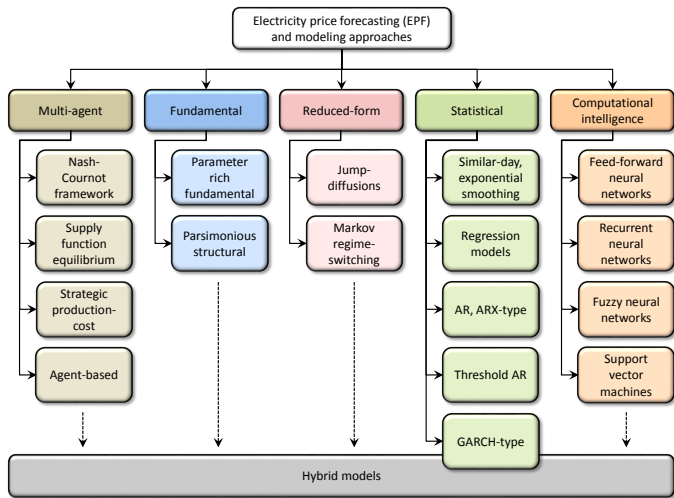 Electricity price forecasting (EPF)
and modeling approaches
Multi-agent
Fundamental
Reduced-form
Statistical
Computational
intelligence
Nash-
Cournot
framework
Parameter
rich
fundamental
Jump-
diffusions
Similar-day,
exponential
smoothing
Feed-forward
neural
networks
Supply
function
equilibrium
Parsimonious
structural
Markov
regime-
switching
Regression
models
Recurrent
neural
networks
Strategic
production-
cost
AR, ARX-type
Fuzzy neural
networks
Agent-based
Threshold AR
Support
vector
machines
GARCH-type
Hybrid models